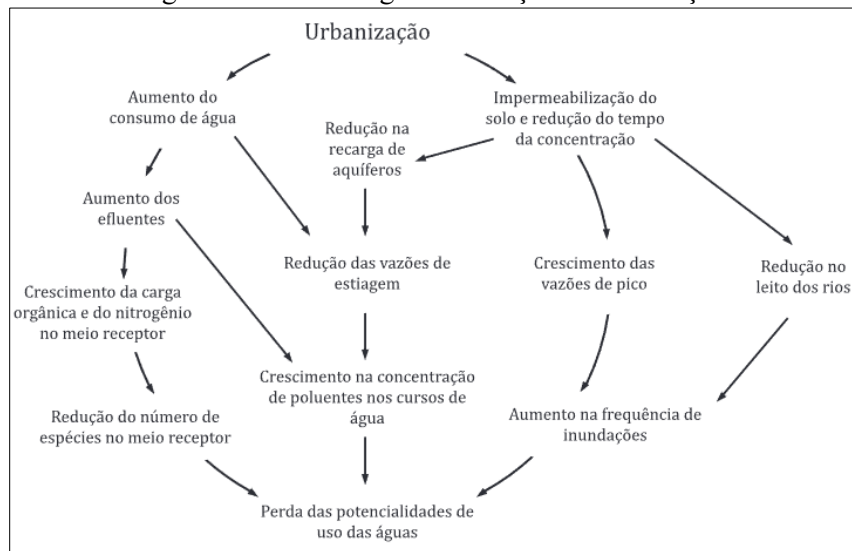 Urbanização
Aumento do
consumo de água
Impermeabilização do
solo e redução do tempo
da concentração
Redução na
recarga de
aquíferos
Aumento dos
efluentes
Redução das vazões de
estiagem
Crescimento das
vazões de pico
Redução no
leito dos rios
Crescimento da carga
orgânica e do nitrogênio
no meio receptor
Crescimento na concentração
de poluentes nos cursos de
água
Redução do número de
espécies no meio receptor
Aumento na frequência de
inundações
Perda das potencialidades de
uso das águas